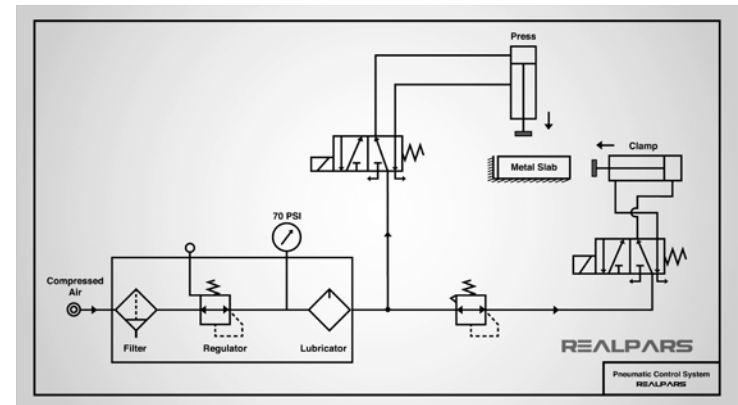 Press
Clamp
Metal Slab
70 PSI
Compressed
Air
Filter
Regulator
Lubricator
REALPARS
Pneumatic Control System
REALPARS